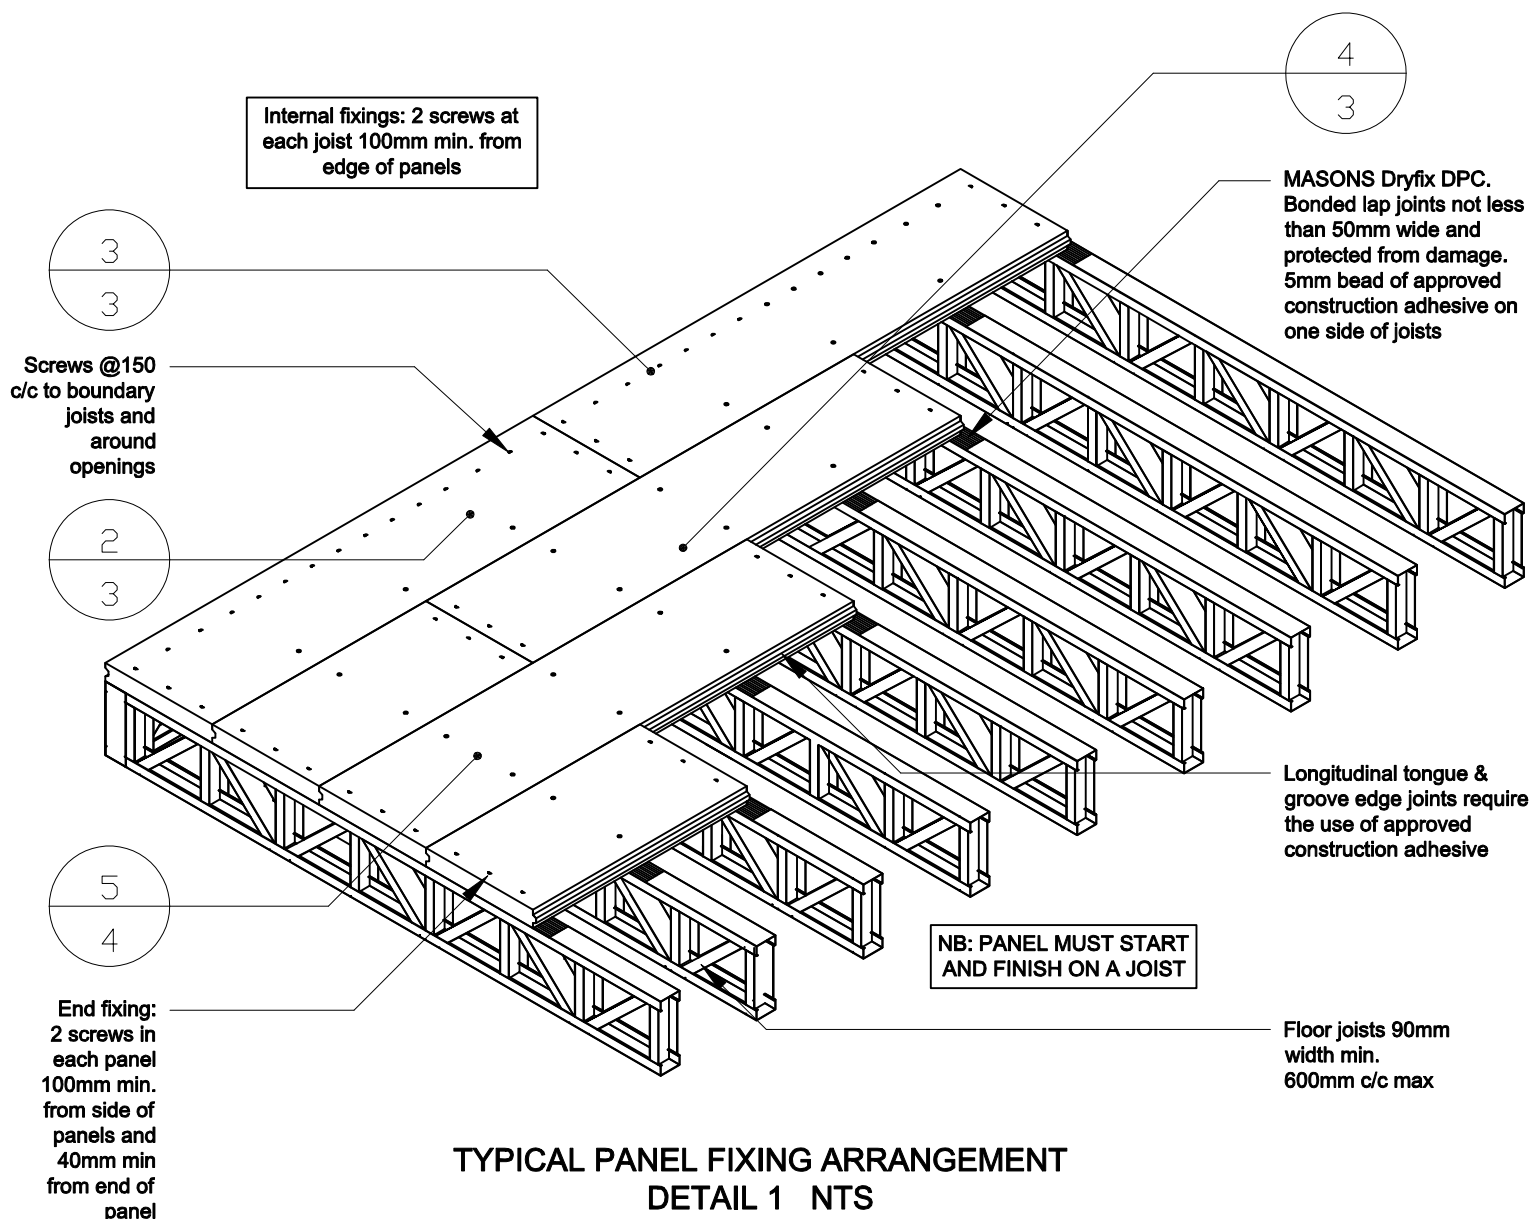 4
3
Internal fixings: 2 screws at
each joist 100mm min. from
edge of panels
MASONS Dryfix DPC.
Bonded lap joints not less
than 50mm wide and
protected from damage.
5mm bead of approved
construction adhesive on
one side of joists
3
3
Screws @150
c/c to boundary
joists and
around
openings
2
3
Longitudinal tongue &
groove edge joints require
the use of approved
construction adhesive
5
4
NB: PANEL MUST START
AND FINISH ON A JOIST
End fixing:
2 screws in
each panel
100mm min.
from side of
panels and
40mm min
from end of
panel
Floor joists 90mm
width min.
600mm c/c max
TYPICAL PANEL FIXING ARRANGEMENT
DETAIL 1 NTS